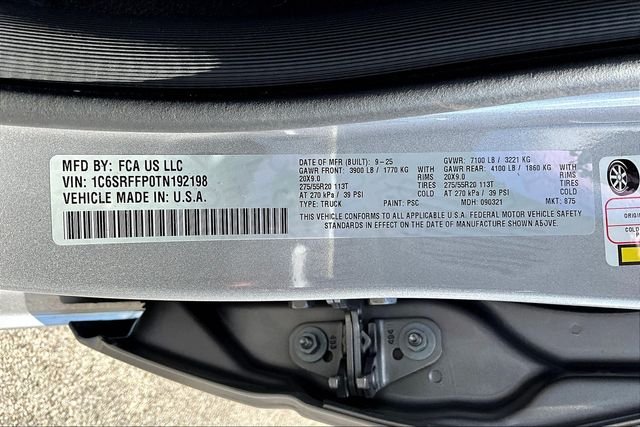 MFD BY: FCA US LLC
VIN: 1C6SRFFP0TN192198
VEHICLE MADE IN U.S.A.
DATE OF MFR (BUILT): 9-25
GAWR FRONT: 3900 LB / 1770 KG WITH
20X9.0 RIMS
275/55R20 113T TIRES
AT 270 kPa / 39 PSI COLD
TYPE: TRUCK PAINT: PSC
GVWR: 7100 LB / 3221 KG
GAWR REAR: 4100 LB / 1860 KG WITH
20X9.0 RIMS
275/55R20 113T TIRES
AT 270 kPa / 39 PSI COLD
MDH: 090321 MKT: 875
THIS VEHICLE CONFORMS TO ALL APPLICABLE U.S.A. FEDERAL MOTOR VEHICLE SAFETY
STANDARDS IN EFFECT ON THE DATE OF MANUFACTURE SHOWN ABOVE.
ORIGIN
COLD
P
493
494